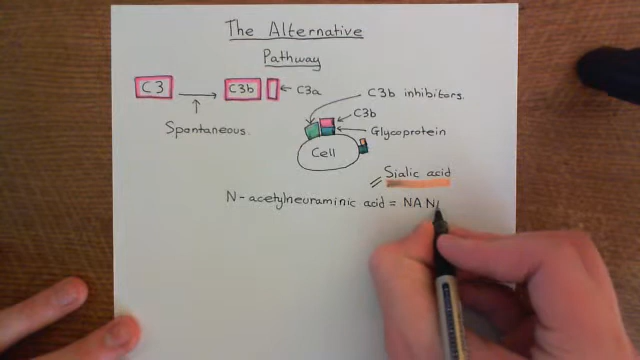 The Alternative
Pathway
C3
C3b
C3a
Spontaneous.
C3b inhibitors.
C3b
Glycoprotein
Cell
Sialic acid
N-acetylneuraminic acid = NAN